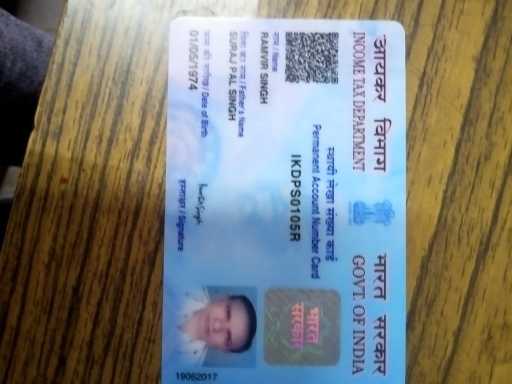 आयकर विभाग
INCOME TAX DEPARTMENT
भारत सरकार
GOVT. OF INDIA
स्थायी लेखा संख्या कार्ड
Permanent Account Number Card
IKDPS0105R
नाम / Name
RAMVIR SINGH
पिता का नाम / Father's Name
SURAJ PAL SINGH
जन्म की तारीख / Date of Birth
01/05/1974
हस्ताक्षर / Signature
भारत
सरकार
19062017